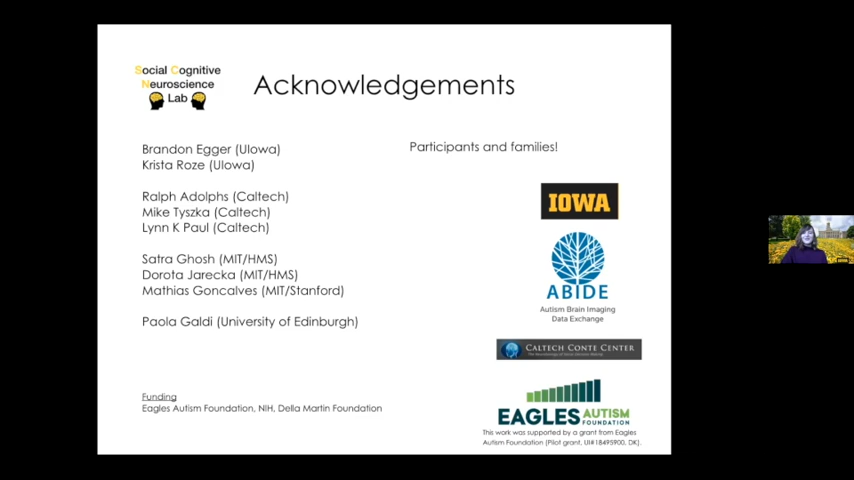 Social Cognitive
Neuroscience
Lab
Acknowledgements
Brandon Egger (UIowa)
Krista Roze (UIowa)
Ralph Adolphs (Caltech)
Mike Tyszka (Caltech)
Lynn K Paul (Caltech)
Satra Ghosh (MIT/HMS)
Dorota Jarecka (MIT/HMS)
Mathias Goncalves (MIT/Stanford)
Paola Galdi (University of Edinburgh)
Funding
Eagles Autism Foundation, NIH, Della Martin Foundation
Participants and families!
IOWA
ABIDE
Autism Brain Imaging
Data Exchange
CALTECH CONTE CENTER
EAGLES AUTISM
FOUNDATION
This work was supported by a grant from Eagles
Autism Foundation (Pilot grant, UI# 18495900, DK).